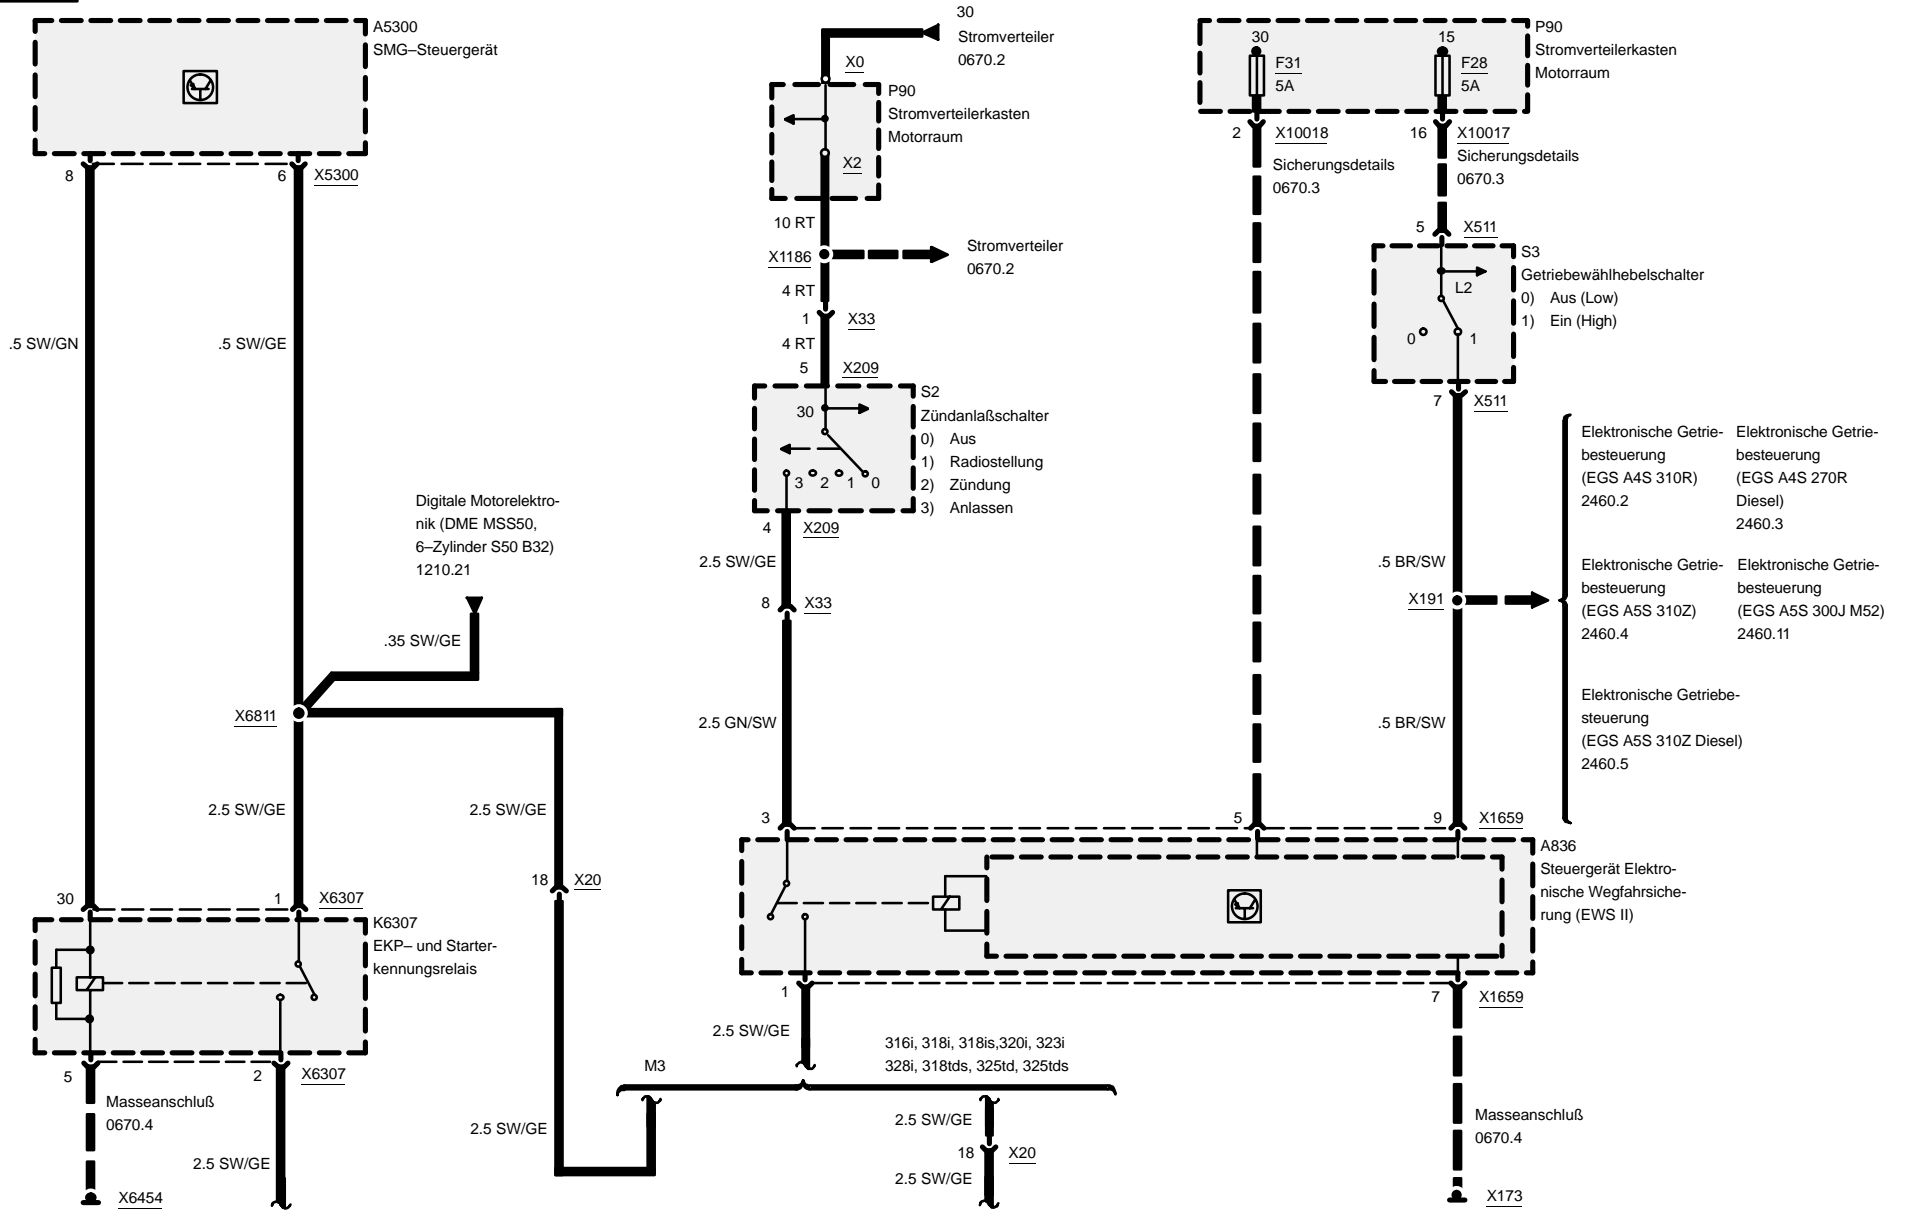 A5300
SMG–Steuergerät
8
6
X5300
.5 SW/GN
.5 SW/GE
Digitale Motorelektro-
nik (DME MSS50,
6–Zylinder S50 B32)
1210.21
.35 SW/GE
X6811
2.5 SW/GE
2.5 SW/GE
18
X20
30
1
X6307
K6307
EKP– und Starter-
kennungsrelais
5
2
X6307
Masseanschluß
0670.4
2.5 SW/GE
X6454
2.5 SW/GE
30
Stromverteiler
0670.2
X0
P90
Stromverteilerkasten
Motorraum
X2
10 RT
X1186
Stromverteiler
0670.2
4 RT
1
X33
4 RT
5
X209
S2
Zündanlaßschalter
0) Aus
1) Radiostellung
2) Zündung
3) Anlassen
30
3 2 1 0
4
X209
2.5 SW/GE
8
X33
2.5 GN/SW
3
P90
Stromverteilerkasten
Motorraum
30
F31
5A
15
F28
5A
2
X10018
Sicherungsdetails
0670.3
16
X10017
Sicherungsdetails
0670.3
5
X511
S3
Getriebewählhebelschalter
0) Aus (Low)
1) Ein (High)
L2
0
1
7
X511
Elektronische Getrie-
besteuerung
(EGS A4S 310R)
2460.2
Elektronische Getrie-
besteuerung
(EGS A4S 270R
Diesel)
2460.3
.5 BR/SW
X191
Elektronische Getrie-
besteuerung
(EGS A5S 310Z)
2460.4
Elektronische Getrie-
besteuerung
(EGS A5S 300J M52)
2460.11
.5 BR/SW
Elektronische Getriebe-
steuerung
(EGS A5S 310Z Diesel)
2460.5
5
9
X1659
A836
Steuergerät Elektro-
nische Wegfahrsiche-
rung (EWS II)
1
7
X1659
2.5 SW/GE
M3
316i, 318i, 318is,320i, 323i
328i, 318tds, 325td, 325tds
2.5 SW/GE
18
X20
2.5 SW/GE
Masseanschluß
0670.4
X173